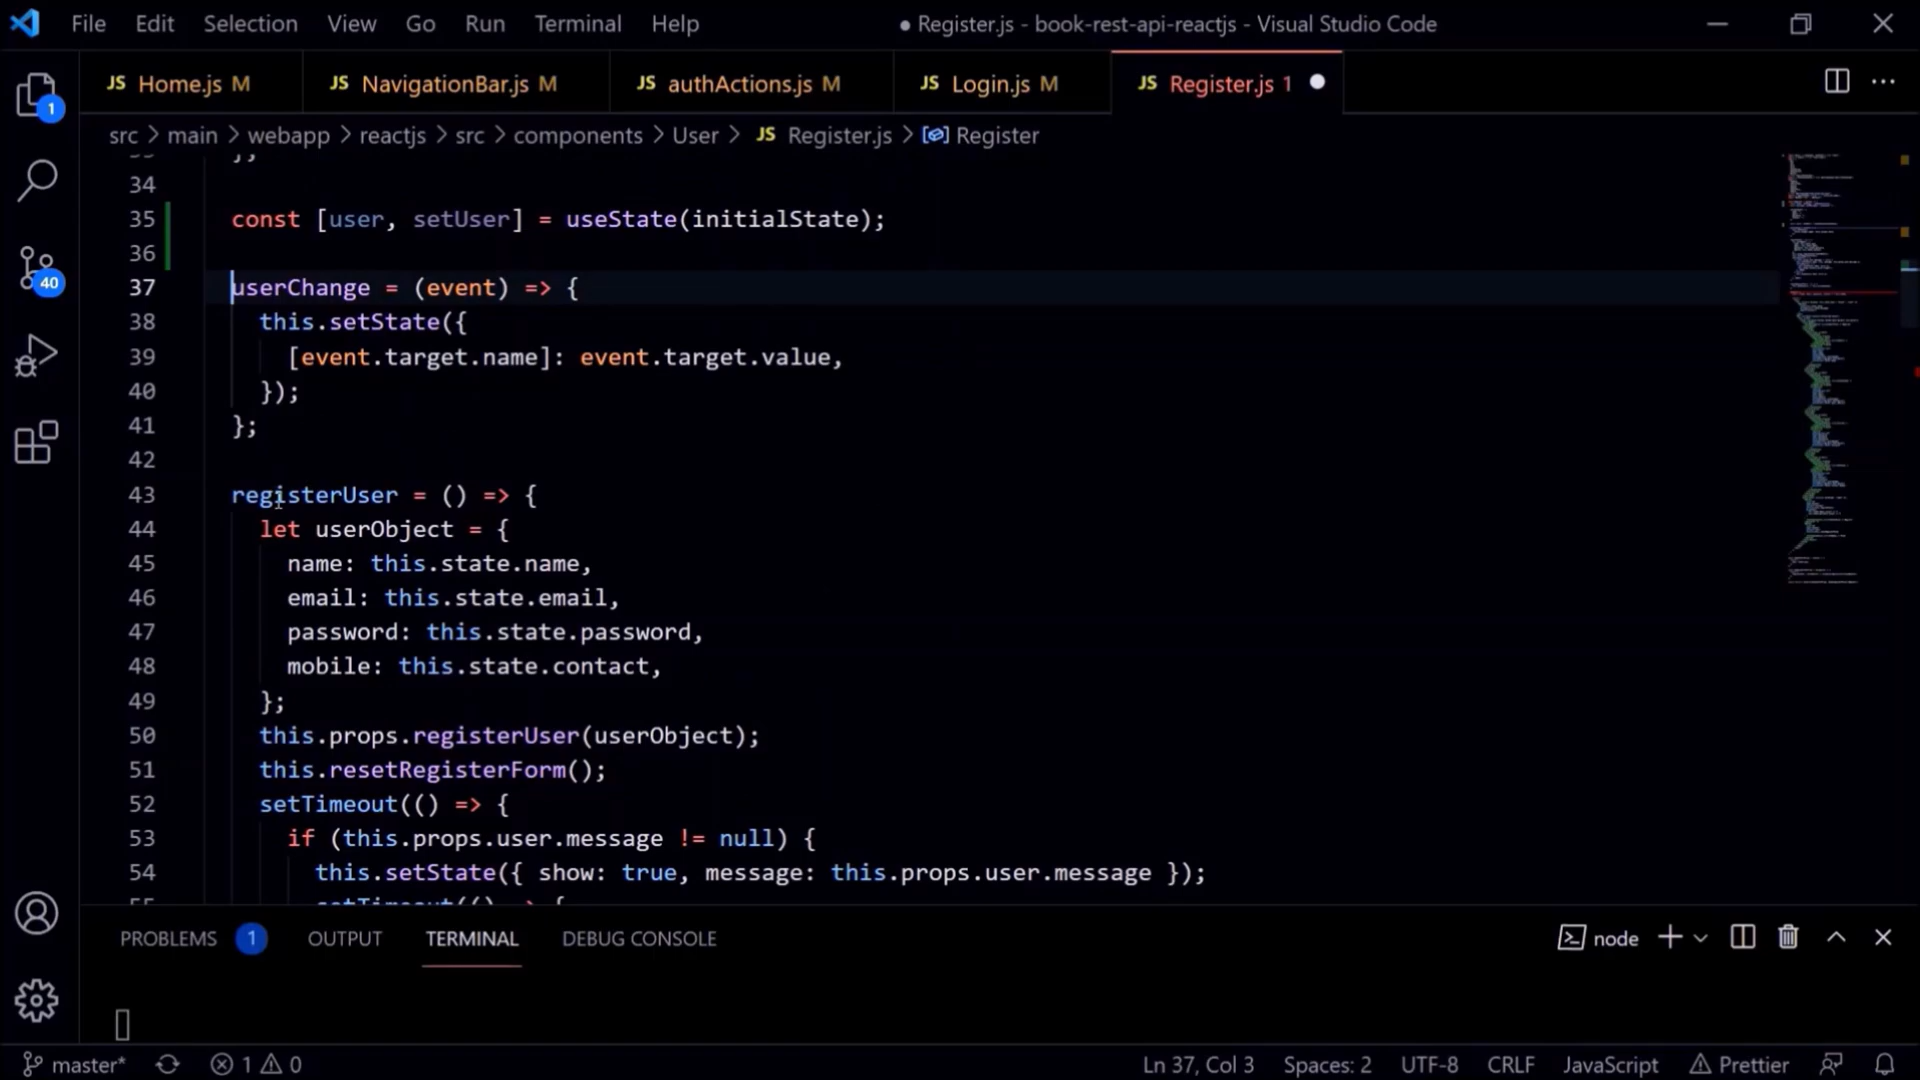 File Edit Selection View Go Run Terminal Help ● Register.js - book-rest-api-reactjs - Visual Studio Code
JS Home.js M JS NavigationBar.js M JS authActions.js M JS Login.js M JS Register.js 1
src > main > webapp > reactjs > src > components > User > JS Register.js > Register
34
35 const [user, setUser] = useState(initialState);
36
37 userChange = (event) => {
38 this.setState({
39 [event.target.name]: event.target.value,
40 });
41 };
42
43 registerUser = () => {
44 let userObject = {
45 name: this.state.name,
46 email: this.state.email,
47 password: this.state.password,
48 mobile: this.state.contact,
49 };
50 this.props.registerUser(userObject);
51 this.resetRegisterForm();
52 setTimeout(() => {
53 if (this.props.user.message != null) {
54 this.setState({ show: true, message: this.props.user.message });
55 setTimeout(() => {
1
40
PROBLEMS 1 OUTPUT TERMINAL DEBUG CONSOLE node
master* 1 0 Ln 37, Col 3 Spaces: 2 UTF-8 CRLF JavaScript Prettier